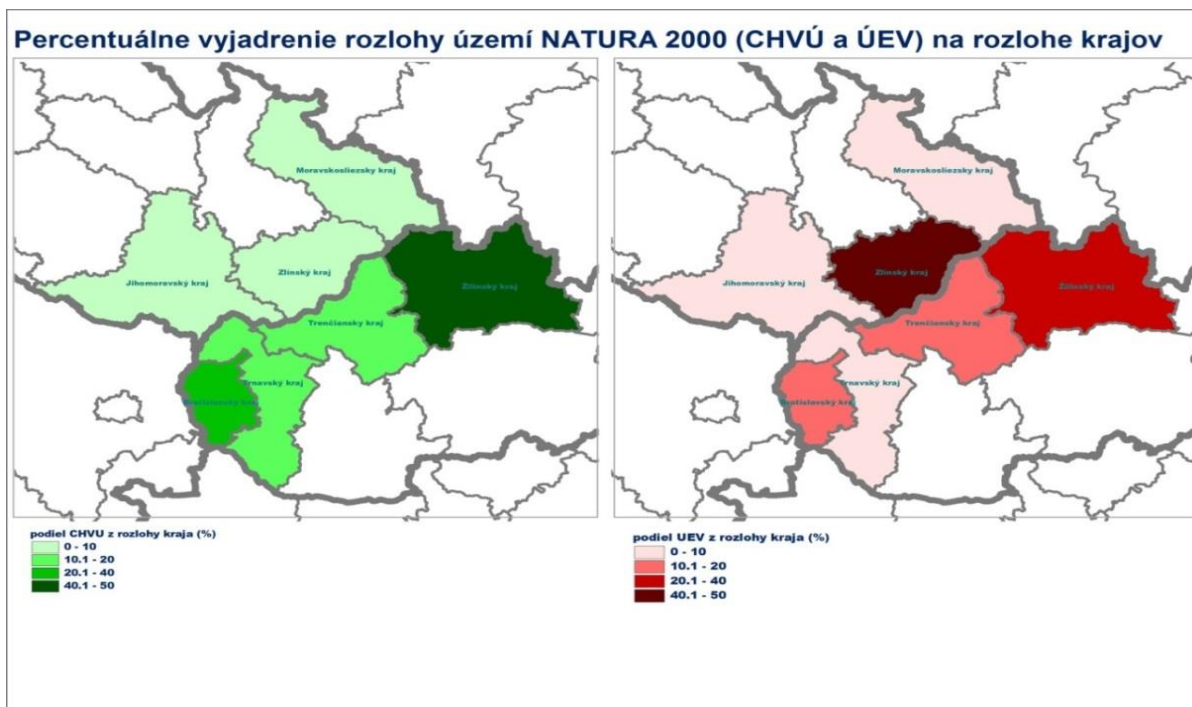 Percentuálne vyjadrenie rozlohy území NATURA 2000 (CHVÚ a ÚEV) na rozlohe krajov
Moravskosliezsky kraj
Zlínský kraj
Jihomoravský kraj
Žilinský kraj
Trenčiansky kraj
Trnavský kraj
Bratislavský kraj
podiel CHVU z rozlohy kraja (%)
0 - 10
10.1 - 20
20.1 - 40
40.1 - 50
Moravskosliezsky kraj
Zlínský kraj
Jihomoravský kraj
Žilinský kraj
Trenčiansky kraj
Trnavský kraj
Bratislavský kraj
podiel UEV z rozlohy kraja (%)
0 - 10
10.1 - 20
20.1 - 40
40.1 - 50